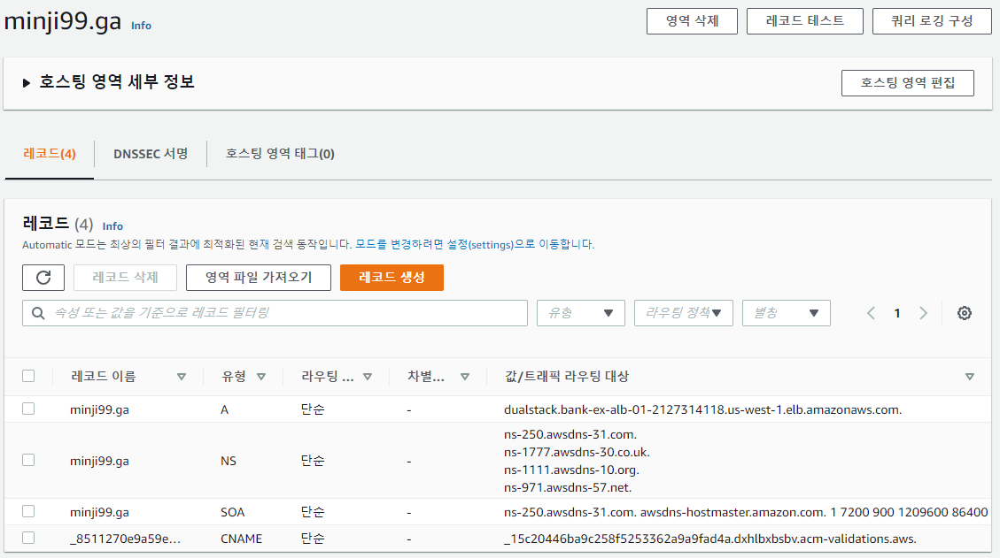 minji99.ga Info 영역 삭제 레코드 테스트 쿼리 로깅 구성
호스팅 영역 세부 정보 호스팅 영역 편집
레코드(4) DNSSEC 서명 호스팅 영역 태그(0)
레코드 (4) Info
Automatic 모드는 최상의 필터 결과에 최적화된 현재 검색 동작입니다. 모드를 변경하려면 설정(settings)으로 이동합니다.
레코드 삭제 영역 파일 가져오기 레코드 생성
속성 또는 값을 기준으로 레코드 필터링 유형 라우팅 정책 별칭 1
레코드 이름 유형 라우팅 ... 차별... 값/트래픽 라우팅 대상
minji99.ga A 단순 - dualstack.bank-ex-alb-01-2127314118.us-west-1.elb.amazonaws.com.
ns-250.awsdns-31.com.
ns-1777.awsdns-30.co.uk.
minji99.ga NS 단순 -
ns-1111.awsdns-10.org.
ns-971.awsdns-57.net.
minji99.ga SOA 단순 - ns-250.awsdns-31.com. awsdns-hostmaster.amazon.com. 1 7200 900 1209600 86400
_8511270e9a59e... CNAME 단순 - _15c20446ba9c258f5253362a9a9fad4a.dxhlbxbsbv.acm-validations.aws.